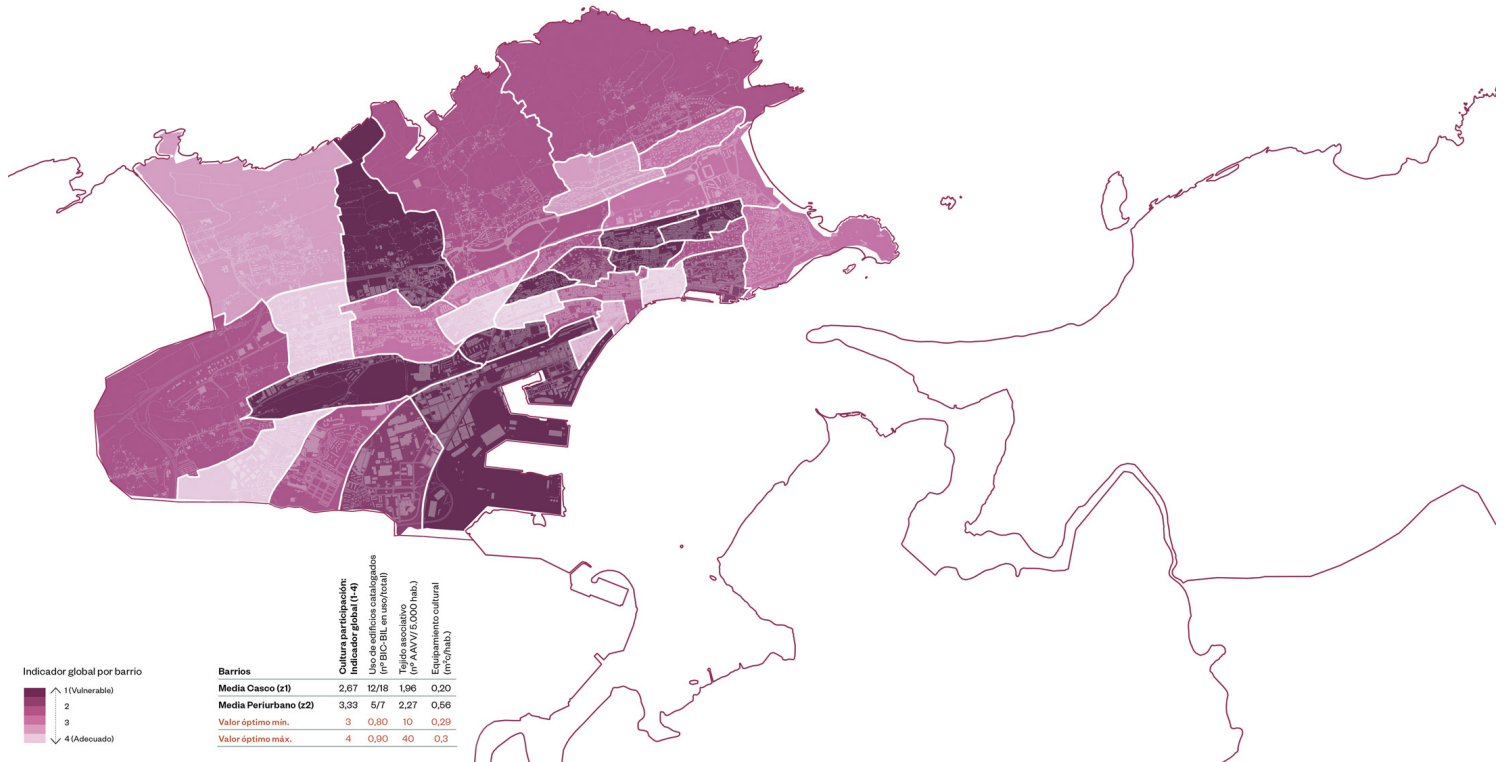 Indicador global por barrio
1 (Vulnerable)
2
3
4 (Adecuado)
Barrios
Cultura participación:
Indicador global (1-4)
Uso de edificios catalogados
(nº BIC-BIL en uso/total)
Tejido asociativo
(nº AAVV/ 5.000 hab.)
Equipamiento cultural
(m²c/hab.)
Media Casco (z1) 2,67 12/18 1,96 0,20
Media Periurbano (z2) 3,33 5/7 2,27 0,56
Valor óptimo mín. 3 0,80 10 0,29
Valor óptimo máx. 4 0,90 40 0,3